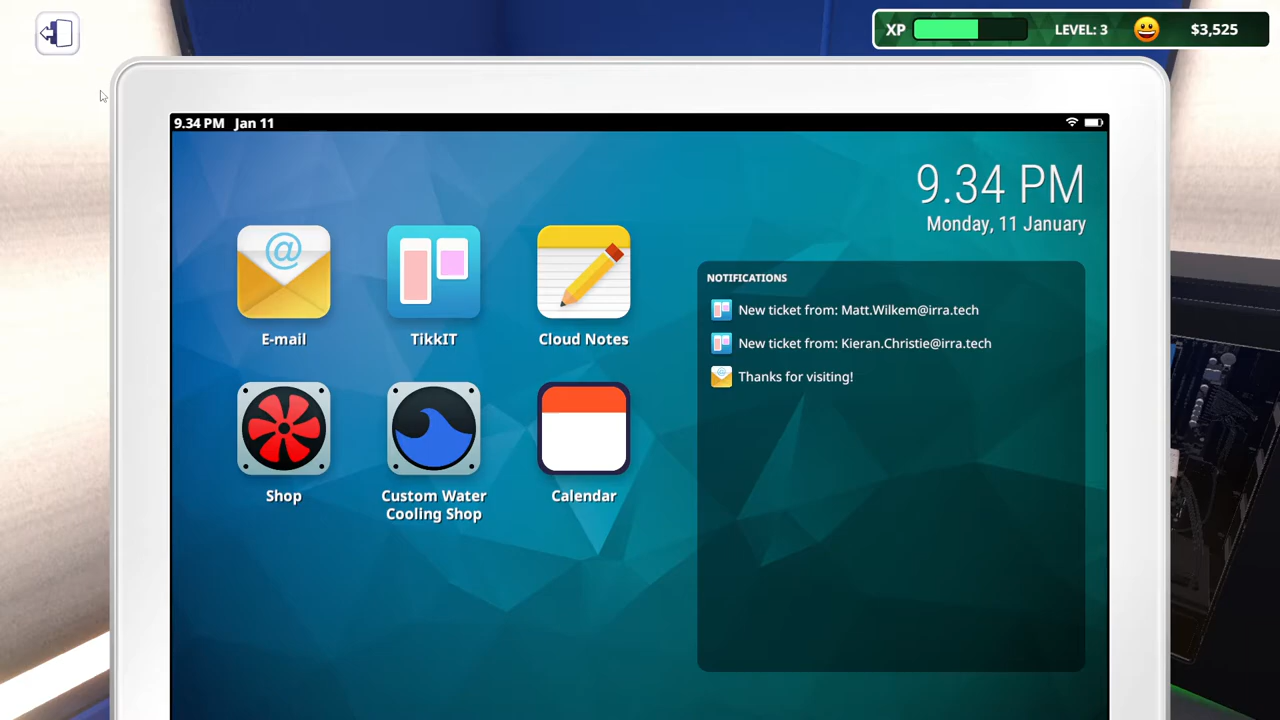 XP LEVEL: 3 $3,525
9.34 PM Jan 11
9.34 PM
Monday, 11 January
@
E-mail
TikkIT
Cloud Notes
Shop
Custom Water
Cooling Shop
Calendar
NOTIFICATIONS
New ticket from: Matt.Wilkem@irra.tech
New ticket from: Kieran.Christie@irra.tech
Thanks for visiting!